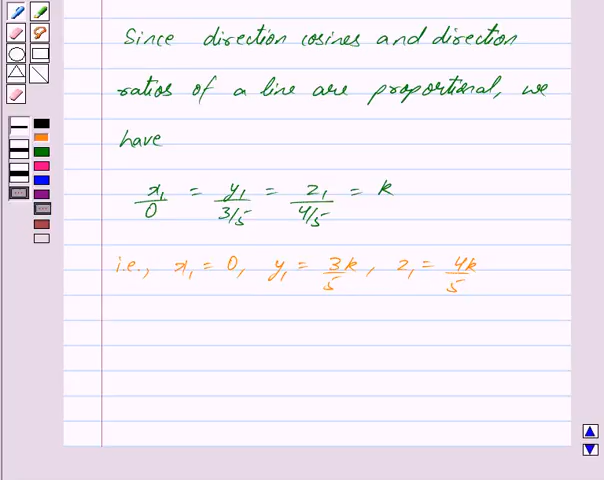 Since direction cosines and direction
ratios of a line are proportional, we
have
x₁/0 = y₁/3/5 = z₁/4/5 = k
i.e., x₁ = 0, y₁ = 3k/5, z₁ = 4k/5